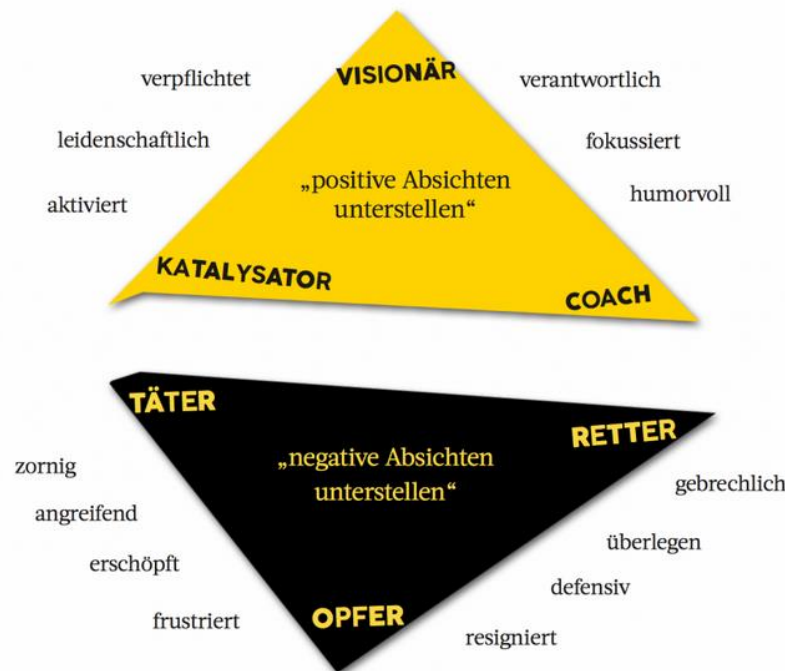 VISIONÄR
verpflichtet
verantwortlich
leidenschaftlich
fokussiert
„positive Absichten
unterstellen“
humorvoll
aktiviert
KATALYSATOR
COACH
TÄTER
RETTER
„negative Absichten
unterstellen“
zornig
gebrechlich
angreifend
überlegen
erschöpft
defensiv
frustriert
OPFER
resigniert